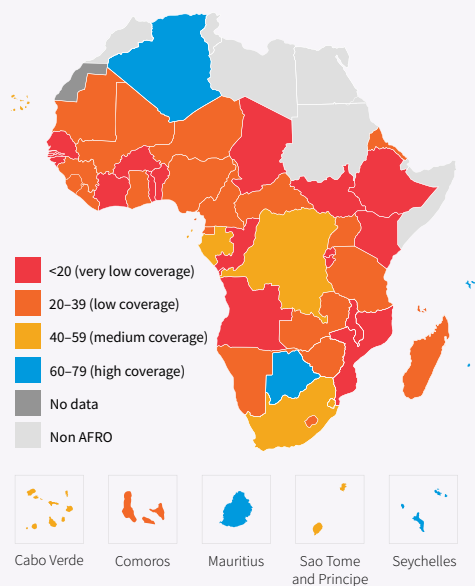 <20 (very low coverage)
20–39 (low coverage)
40–59 (medium coverage)
60–79 (high coverage)
No data
Non AFRO
Cabo Verde
Comoros
Mauritius
Sao Tome
and Principe
Seychelles